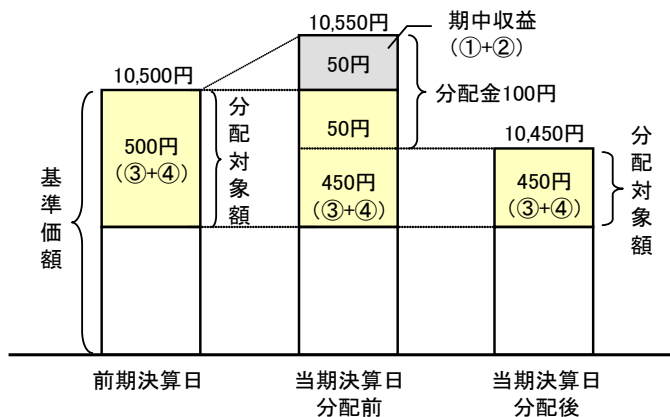 10,550円
期中収益
(①+②)
10,500円
50円
分配金100円
分配対象額
50円
10,450円
分配対象額
500円
(③+④)
450円
(③+④)
450円
(③+④)
基準価額
前期決算日
当期決算日
分配前
当期決算日
分配後